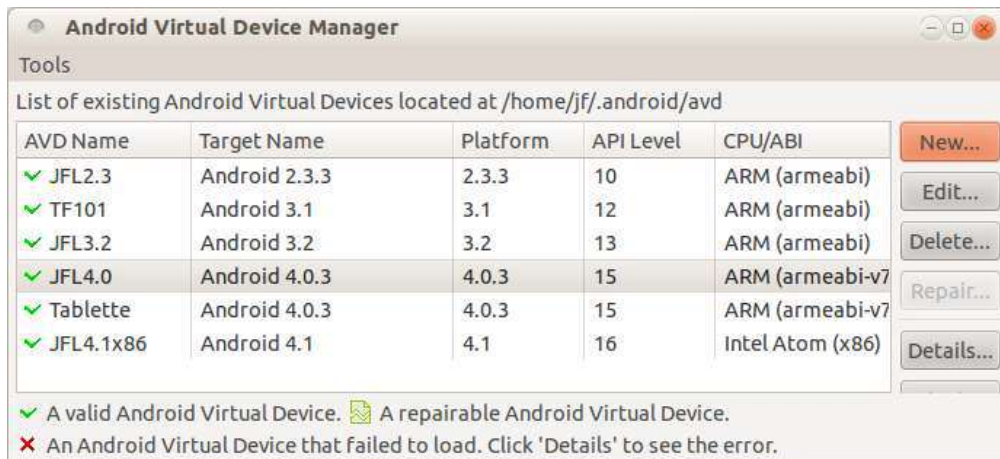 Android Virtual Device Manager
Tools
List of existing Android Virtual Devices located at /home/jf/.android/avd
AVD Name Target Name Platform API Level CPU/ABI New...
JFL2.3 Android 2.3.3 2.3.3 10 ARM (armeabi)
Edit...
TF101 Android 3.1 3.1 12 ARM (armeabi)
JFL3.2 Android 3.2 3.2 13 ARM (armeabi) Delete...
JFL4.0 Android 4.0.3 4.0.3 15 ARM (armeabi-v7
Repair...
Tablette Android 4.0.3 4.0.3 15 ARM (armeabi-v7
JFL4.1x86 Android 4.1 4.1 16 Intel Atom (x86) Details...
A valid Android Virtual Device. A repairable Android Virtual Device.
An Android Virtual Device that failed to load. Click 'Details' to see the error.